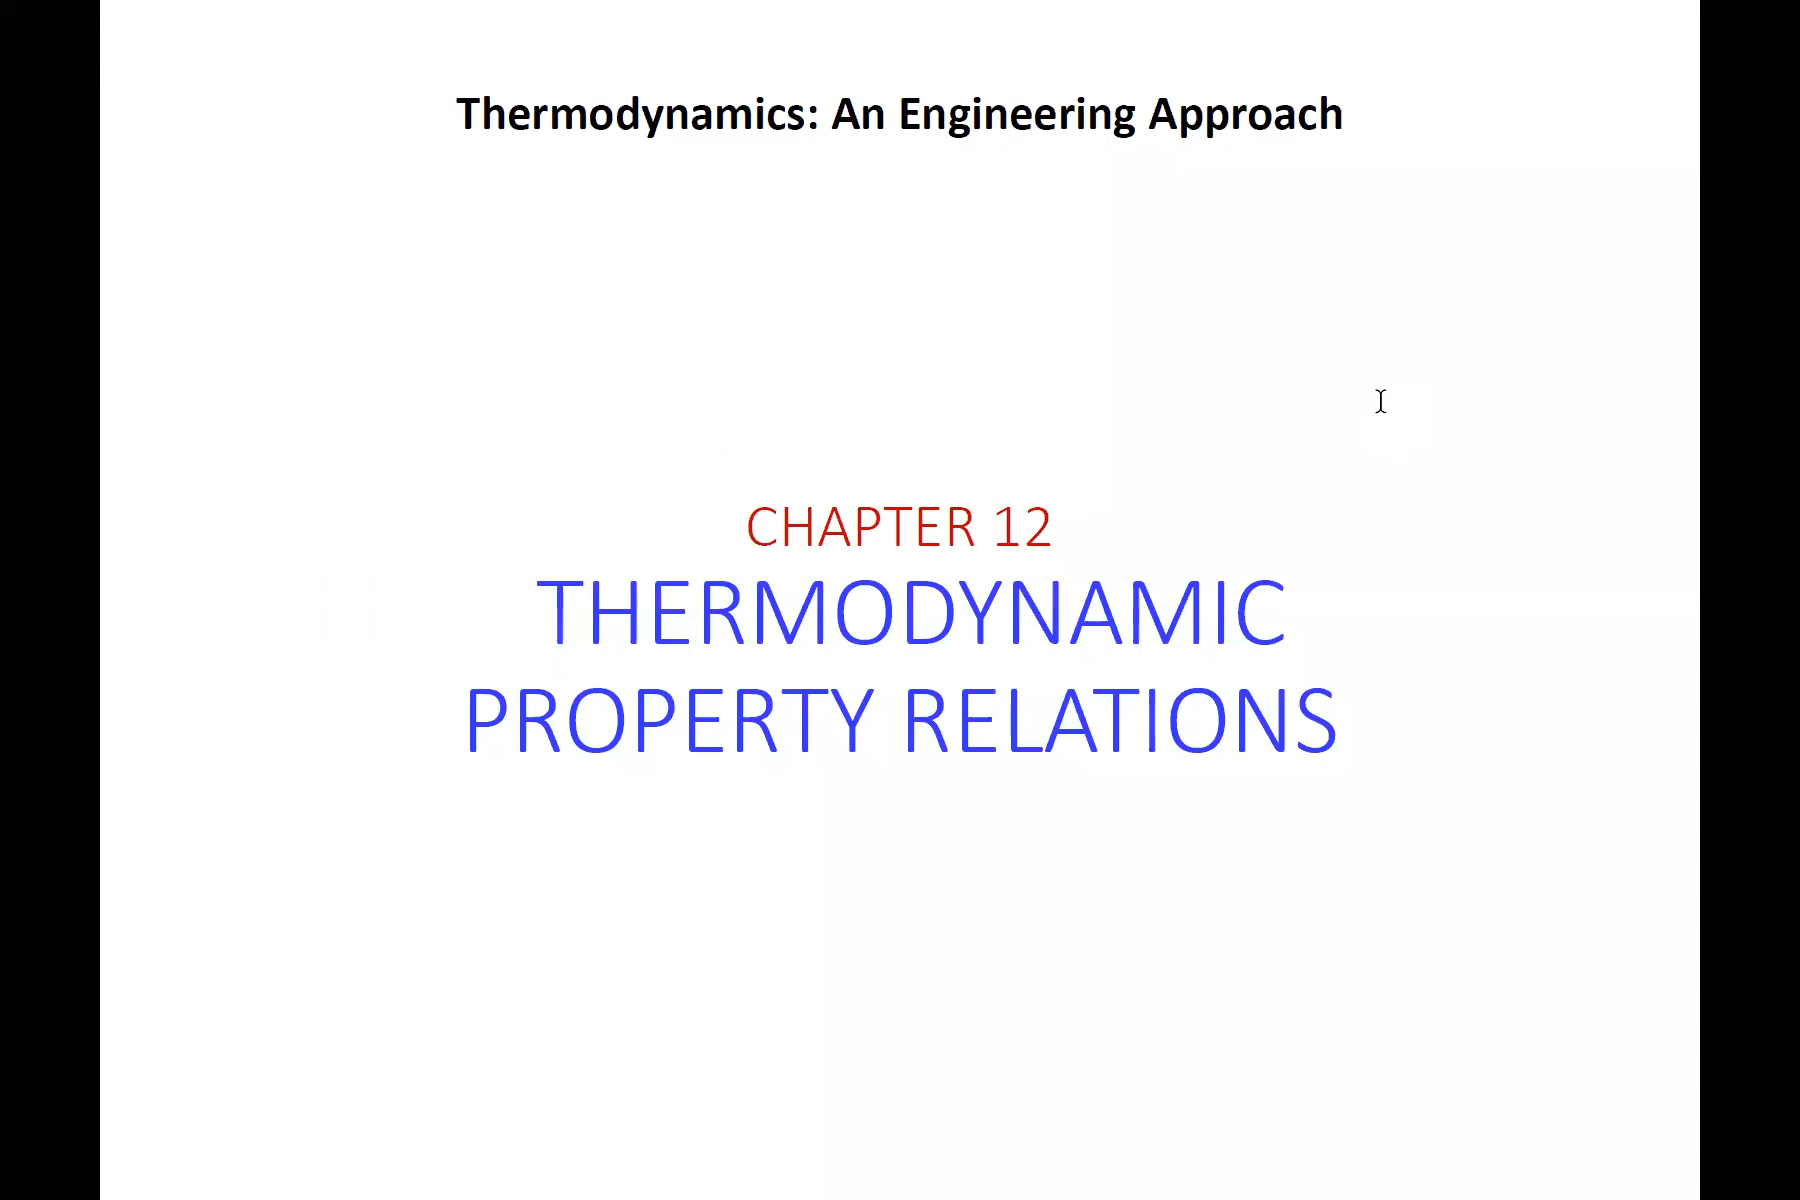 Thermodynamics: An Engineering Approach
CHAPTER 12
THERMODYNAMIC
PROPERTY RELATIONS